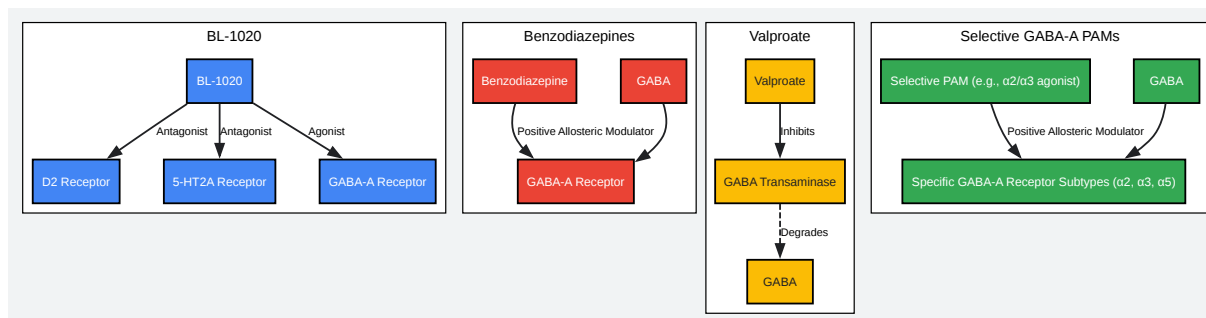 BL-1020
BL-1020
Antagonist
Antagonist
Agonist
D2 Receptor
5-HT2A Receptor
GABA-A Receptor
Benzodiazepines
Benzodiazepine
GABA
Positive Allosteric Modulator
GABA-A Receptor
Valproate
Valproate
Inhibits
GABA Transaminase
Degrades
GABA
Selective GABA-A PAMs
Selective PAM (e.g., α2/α3 agonist)
GABA
Positive Allosteric Modulator
Specific GABA-A Receptor Subtypes (α2, α3, α5)